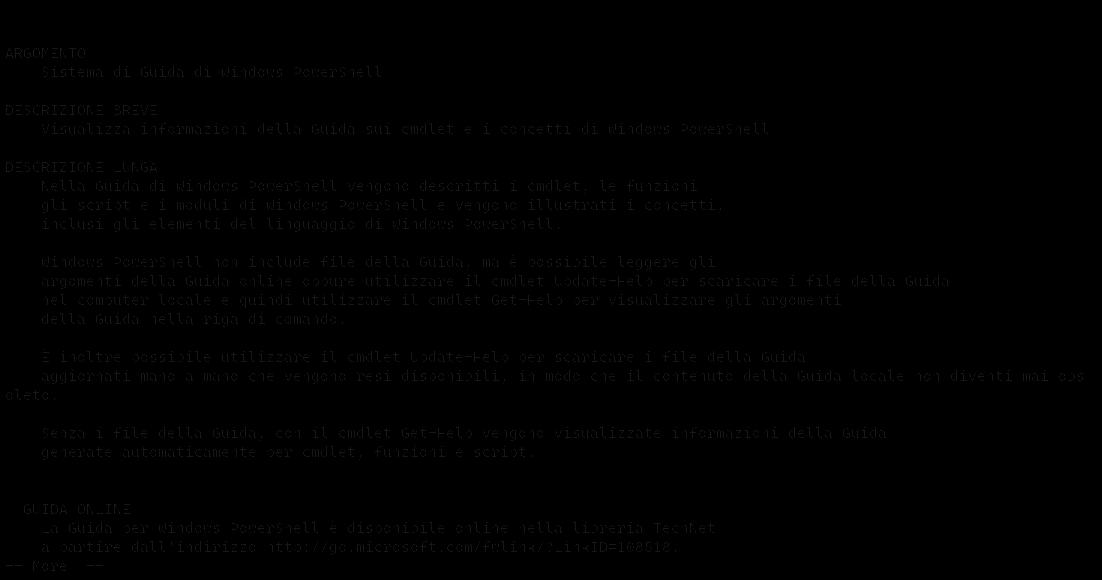 ARGOMENTO
Sistema di Guida di Windows PowerShell
DESCRIZIONE BREVE
Visualizza informazioni della Guida sui cmdlet e i concetti di Windows PowerShell
DESCRIZIONE LUNGA
Nella Guida di Windows PowerShell vengono descritti i cmdlet, le funzioni
gli script e i moduli di Windows PowerShell e vengono illustrati i concetti,
inclusi gli elementi del linguaggio di Windows PowerShell.
Windows PowerShell non include file della Guida, ma è possibile leggere gli
argomenti della Guida online oppure utilizzare il cmdlet Update-Help per scaricare i file della Guida
nel computer locale e quindi utilizzare il cmdlet Get-Help per visualizzare gli argomenti
della Guida nella riga di comando.
È inoltre possibile utilizzare il cmdlet Update-Help per scaricare i file della Guida
aggiornati mano a mano che vengono resi disponibili, in modo che il contenuto della Guida locale non diventi mai obs
oleto.
Senza i file della Guida, con il cmdlet Get-Help vengono visualizzate informazioni della Guida
generate automaticamente per cmdlet, funzioni e script.
GUIDA ONLINE
La Guida per Windows PowerShell è disponibile online nella libreria TechNet
a partire dall'indirizzo http://go.microsoft.com/fwlink/?LinkID=108518.
-- More  --